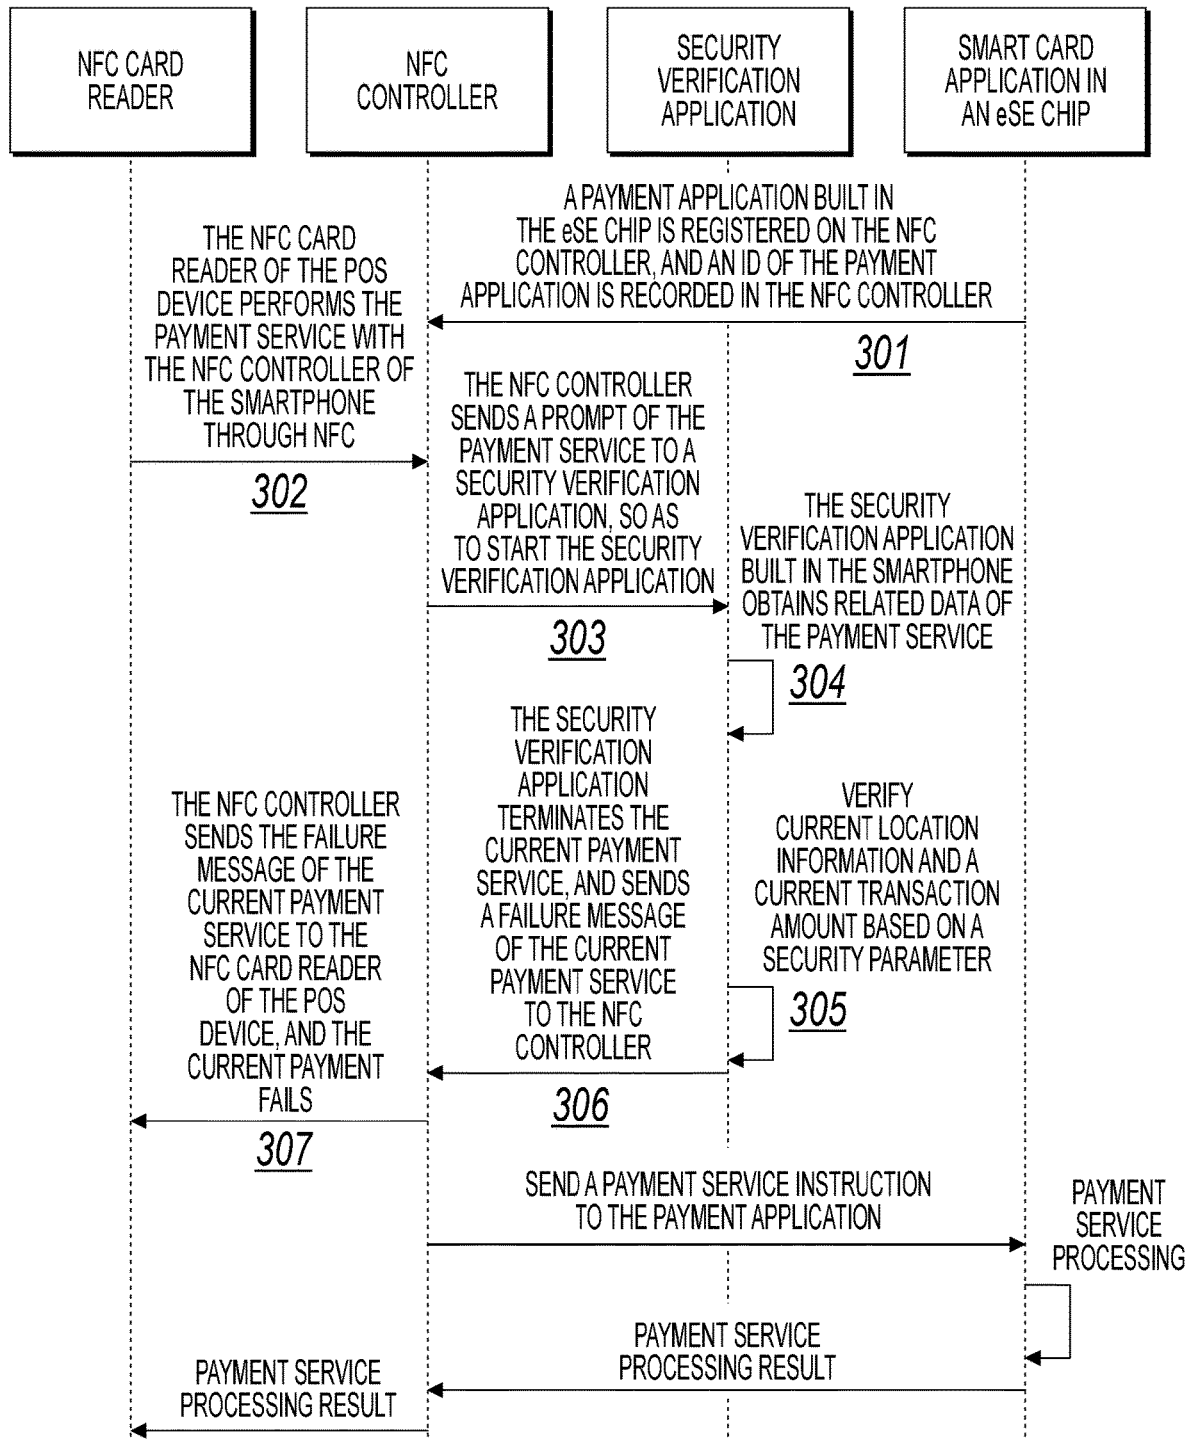 NFC CARD
READER
NFC
CONTROLLER
SECURITY
VERIFICATION
APPLICATION
SMART CARD
APPLICATION IN
AN eSE CHIP
A PAYMENT APPLICATION BUILT IN
THE eSE CHIP IS REGISTERED ON THE NFC
CONTROLLER, AND AN ID OF THE PAYMENT
APPLICATION IS RECORDED IN THE NFC CONTROLLER
301
THE NFC CARD
READER OF THE POS
DEVICE PERFORMS THE
PAYMENT SERVICE WITH
THE NFC CONTROLLER OF
THE SMARTPHONE
THROUGH NFC
302
THE NFC CONTROLLER
SENDS A PROMPT OF THE
PAYMENT SERVICE TO A
SECURITY VERIFICATION
APPLICATION, SO AS
TO START THE SECURITY
VERIFICATION APPLICATION
303
THE SECURITY
VERIFICATION APPLICATION
BUILT IN THE SMARTPHONE
OBTAINS RELATED DATA OF
THE PAYMENT SERVICE
304
VERIFY
CURRENT LOCATION
INFORMATION AND A
CURRENT TRANSACTION
AMOUNT BASED ON A
SECURITY PARAMETER
305
THE SECURITY
VERIFICATION
APPLICATION
TERMINATES THE
CURRENT PAYMENT
SERVICE, AND SENDS
A FAILURE MESSAGE
OF THE CURRENT
PAYMENT SERVICE
TO THE NFC
CONTROLLER
306
THE NFC CONTROLLER
SENDS THE FAILURE
MESSAGE OF THE
CURRENT PAYMENT
SERVICE TO THE
NFC CARD READER
OF THE POS
DEVICE, AND THE
CURRENT PAYMENT
FAILS
307
SEND A PAYMENT SERVICE INSTRUCTION
TO THE PAYMENT APPLICATION
PAYMENT
SERVICE
PROCESSING
PAYMENT SERVICE
PROCESSING RESULT
PAYMENT SERVICE
PROCESSING RESULT